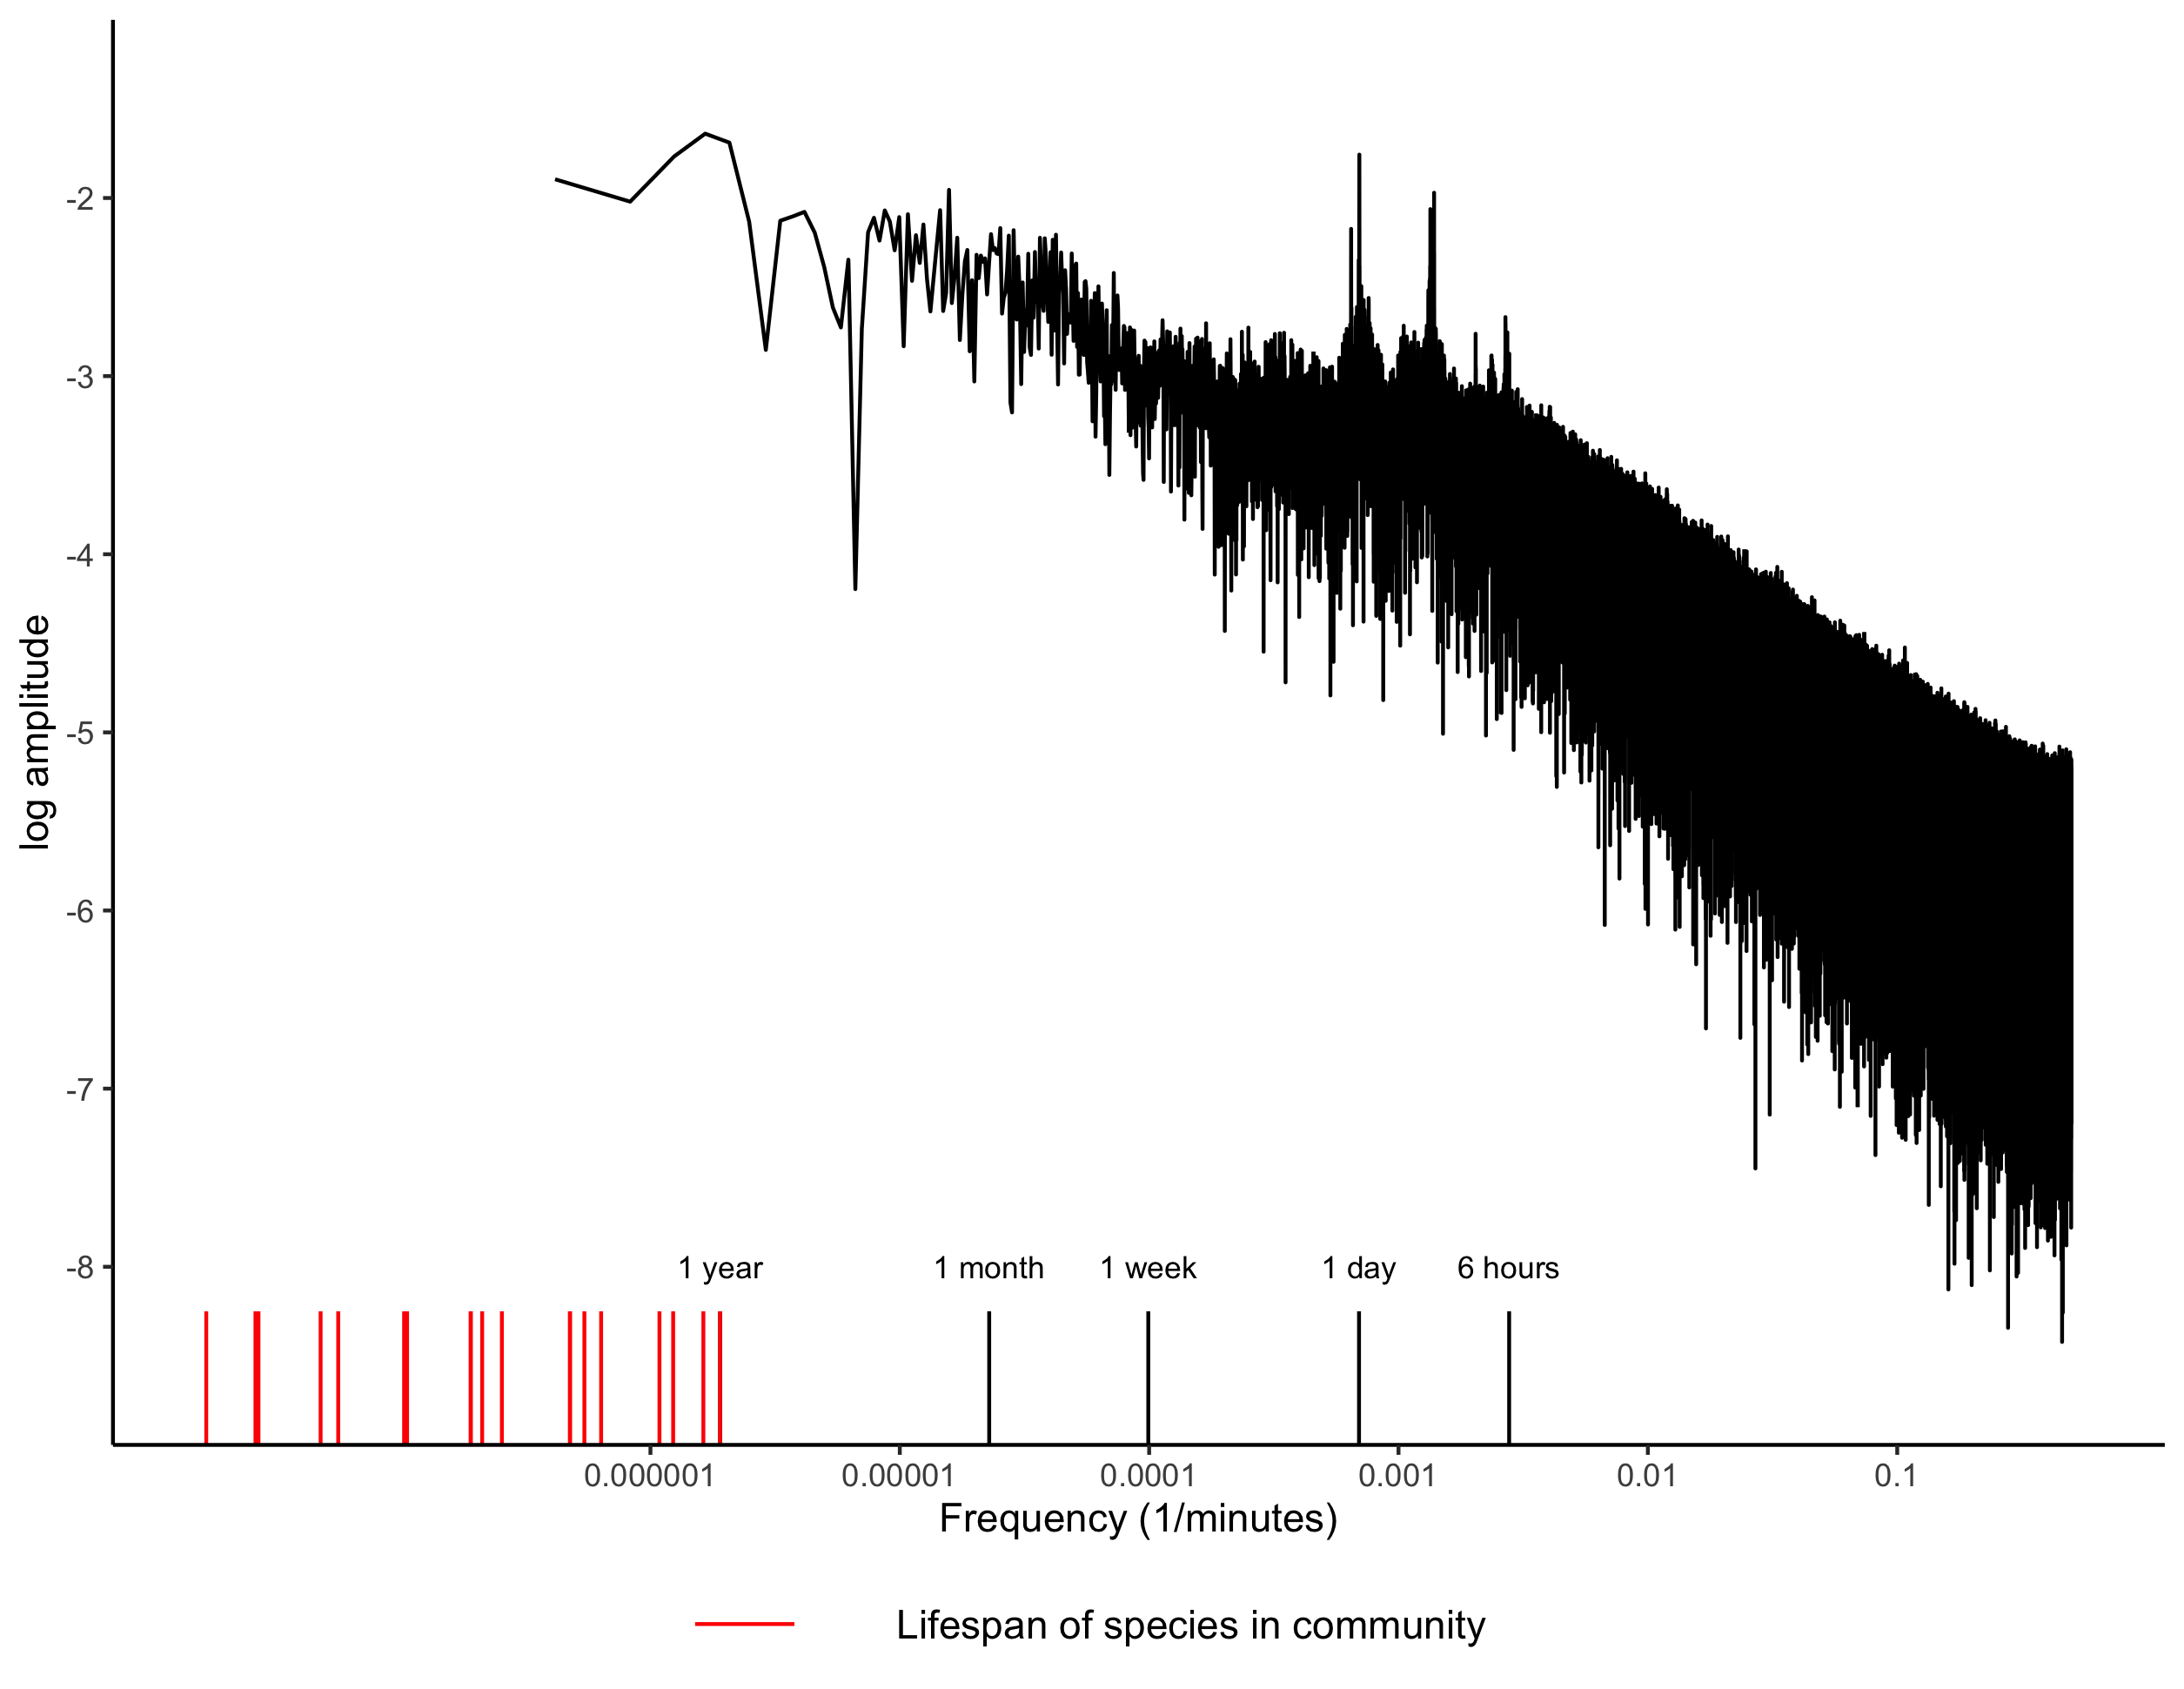 -2
-3
-4
-5
-6
-7
-8
log amplitude
1 year
1 month
1 week
1 day
6 hours
0.000001
0.00001
0.0001
0.001
0.01
0.1
Frequency (1/minutes)
Lifespan of species in community